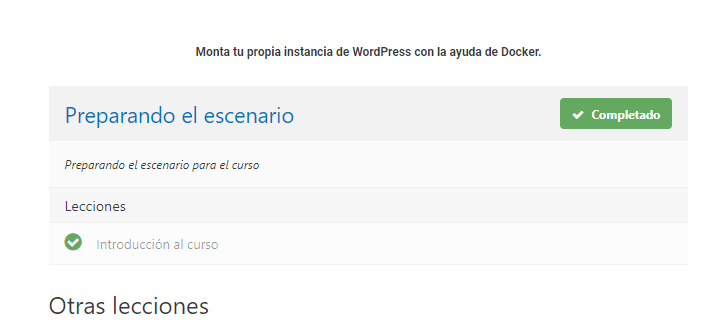 Monta tu propia instancia de WordPress con la ayuda de Docker.
Preparando el escenario
Completado
Preparando el escenario para el curso
Lecciones
Introducción al curso
Otras lecciones